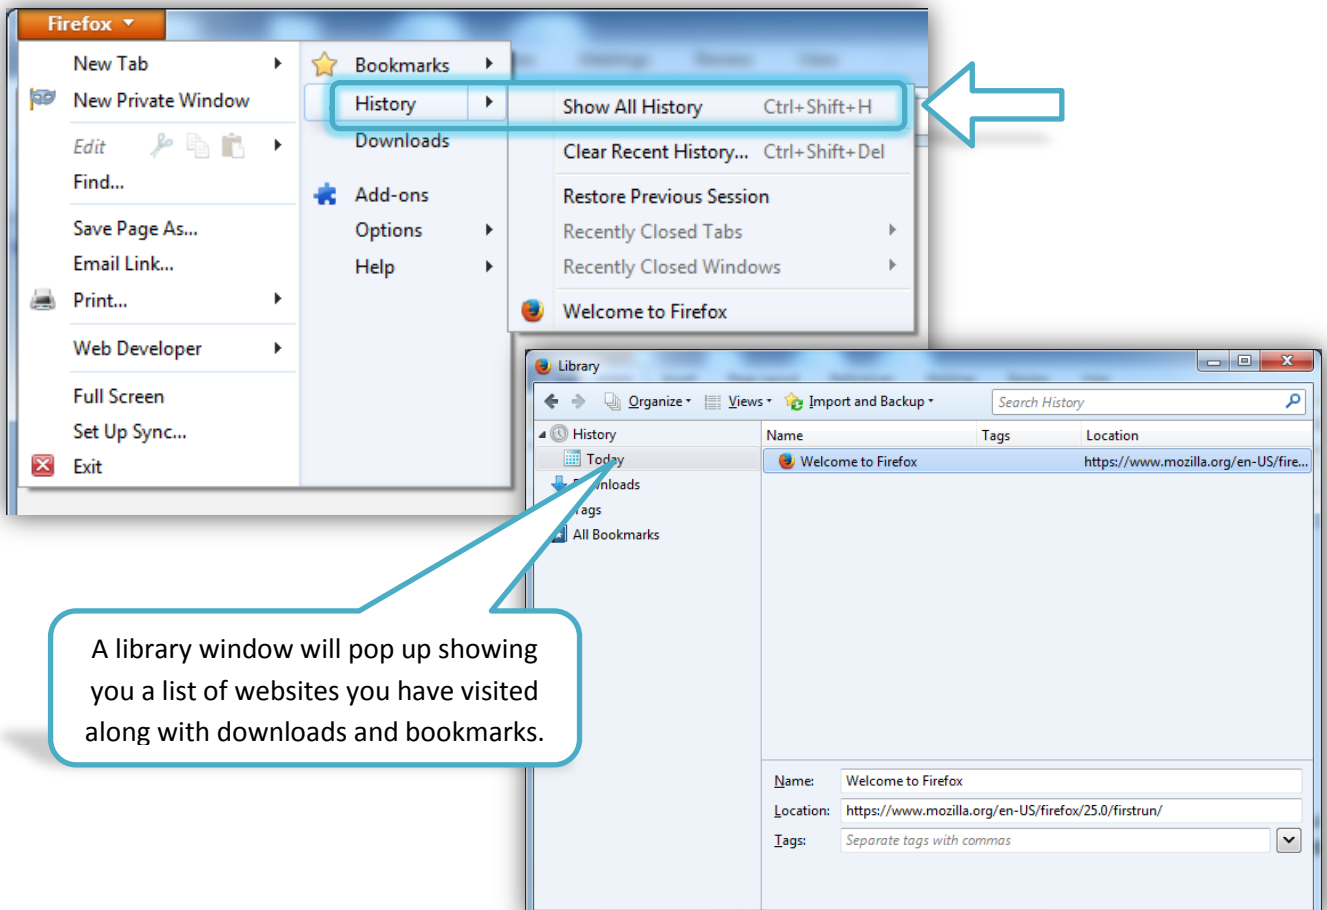 Firefox
New Tab
New Private Window
Edit
Find...
Save Page As...
Email Link...
Print...
Web Developer
Full Screen
Set Up Sync...
Exit
Bookmarks
History
Downloads
Add-ons
Options
Help
Show All History Ctrl+Shift+H
Clear Recent History... Ctrl+Shift+Del
Restore Previous Session
Recently Closed Tabs
Recently Closed Windows
Welcome to Firefox
Library
Organize Views Import and Backup Search History
History
Today
All Bookmarks
Name Tags Location
Welcome to Firefox https://www.mozilla.org/en-US/fire...
A library window will pop up showing
you a list of websites you have visited
along with downloads and bookmarks.
Name: Welcome to Firefox
Location: https://www.mozilla.org/en-US/firefox/25.0/firstrun/
Tags: Separate tags with commas